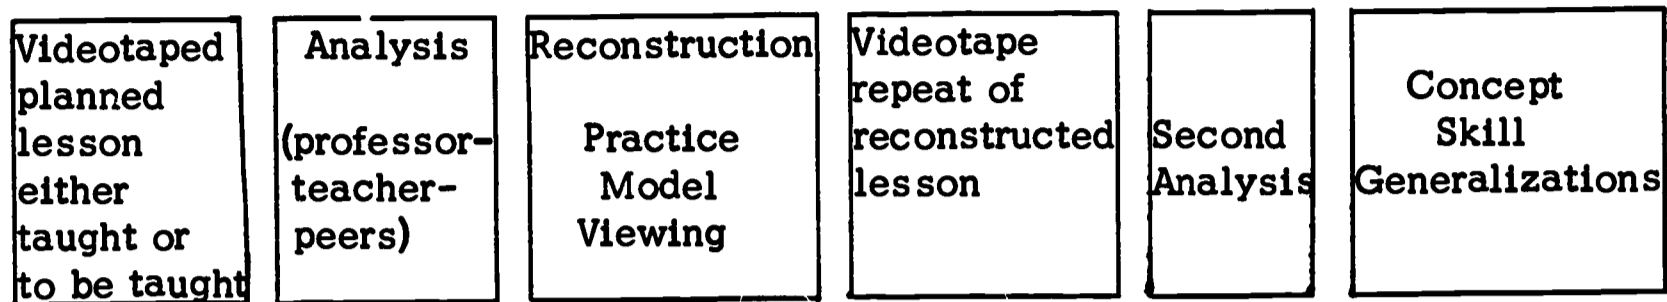 Videotaped
planned
lesson
either
taught or
to be taught
Analysis
(professor-
teacher-
peers)
Reconstruction
Practice
Model
Viewing
Videotape
repeat of
reconstructed
lesson
Second
Analysis
Concept
Skill
Generalizations